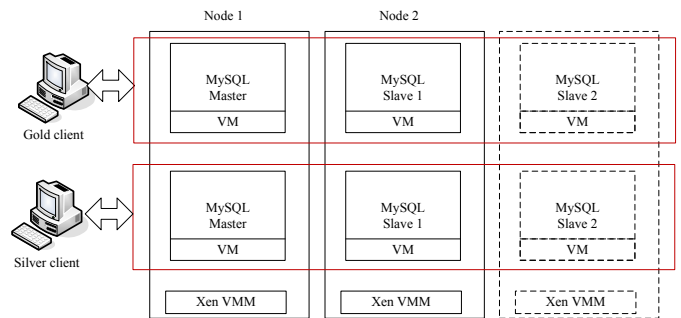 Node 1
Node 2
MySQL
Master
VM
MySQL
Slave 1
VM
MySQL
Slave 2
VM
Gold client
MySQL
Master
VM
MySQL
Slave 1
VM
MySQL
Slave 2
VM
Silver client
Xen VMM
Xen VMM
Xen VMM